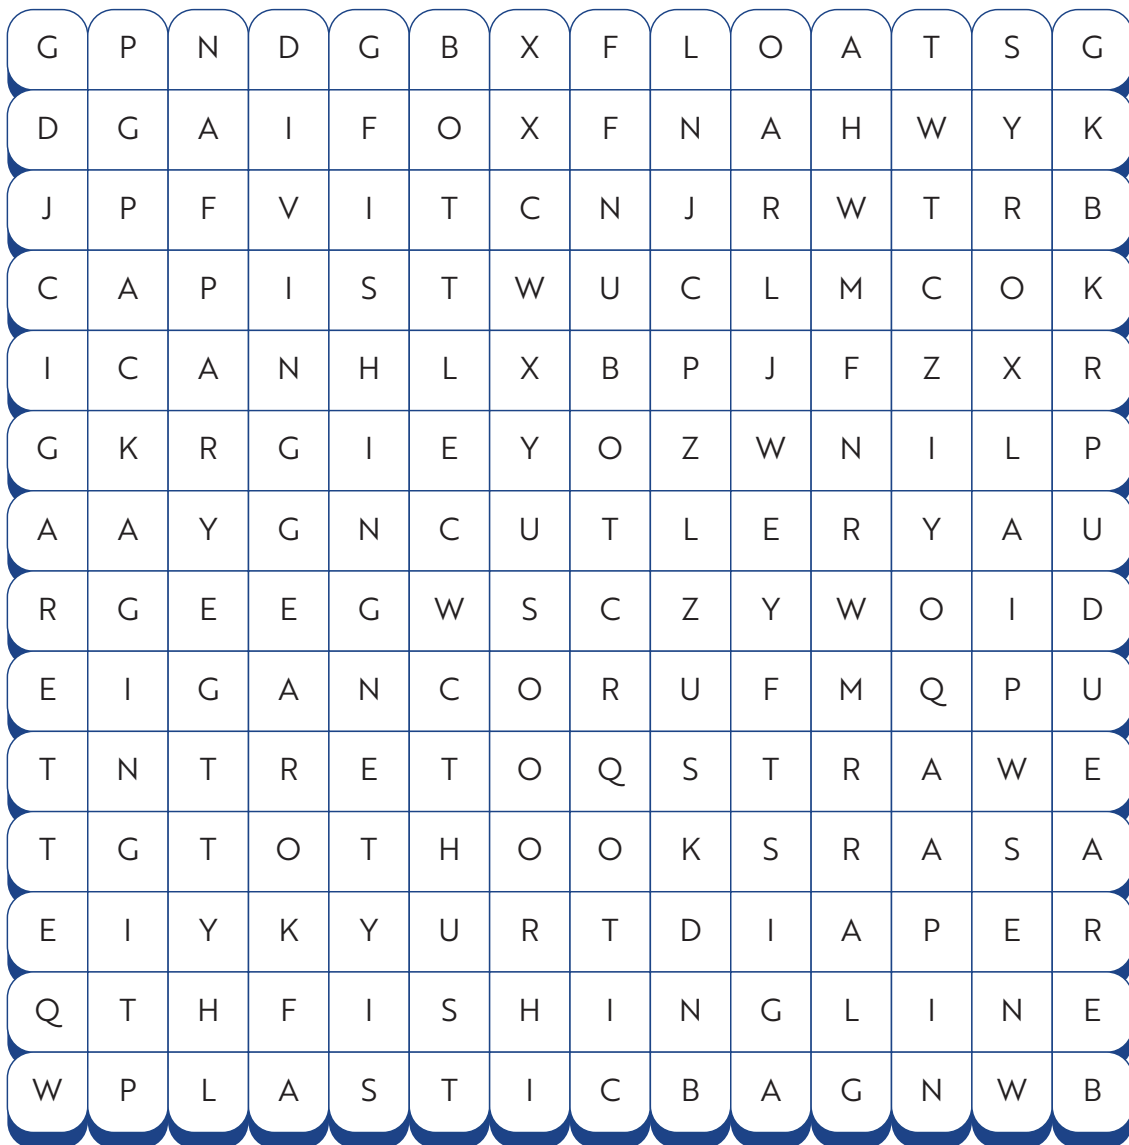 G P N D G B X F L O A T S G
D G A I F O X F N A H W Y K
J P F V I T C N J R W T R B
C A P I S T W U C L M C O K
I C A N H L X B P J F Z X R
G K R G I E Y O Z W N I L P
A A Y G N C U T L E R Y A U
R G E E G W S C Z Y W O I D
E I G A N C O R U F M Q P U
T N T R E T O Q S T R A W E
T G T O T H O O K S R A S A
E I Y K Y U R T D I A P E R
Q T H F I S H I N G L I N E
W P L A S T I C B A G N W B